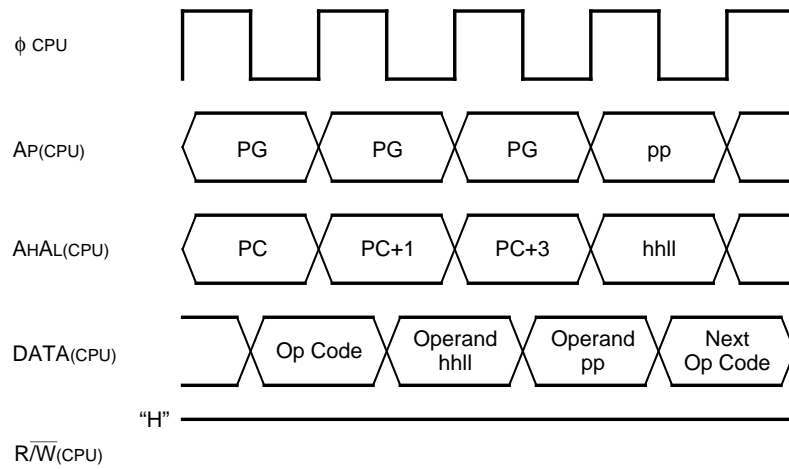 ϕ CPU
AP(CPU) PG PG PG pp
AHAL(CPU) PC PC+1 PC+3 hhll
DATA(CPU) Op Code Operand hhll Operand pp Next Op Code
“H”
R/W(CPU)